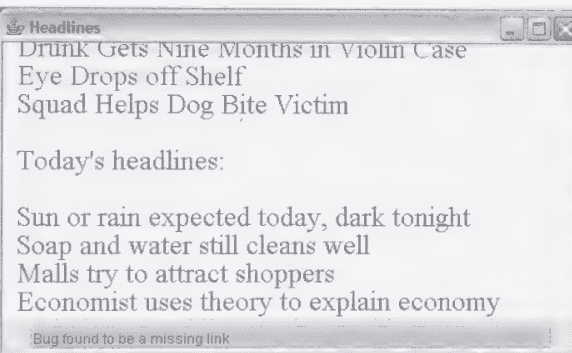 Headlines
Drunk Gets Nine Months in Violin Case
Eye Drops off Shelf
Squad Helps Dog Bite Victim
Today's headlines:
Sun or rain expected today, dark tonight
Soap and water still cleans well
Malls try to attract shoppers
Economist uses theory to explain economy
Bug found to be a missing link